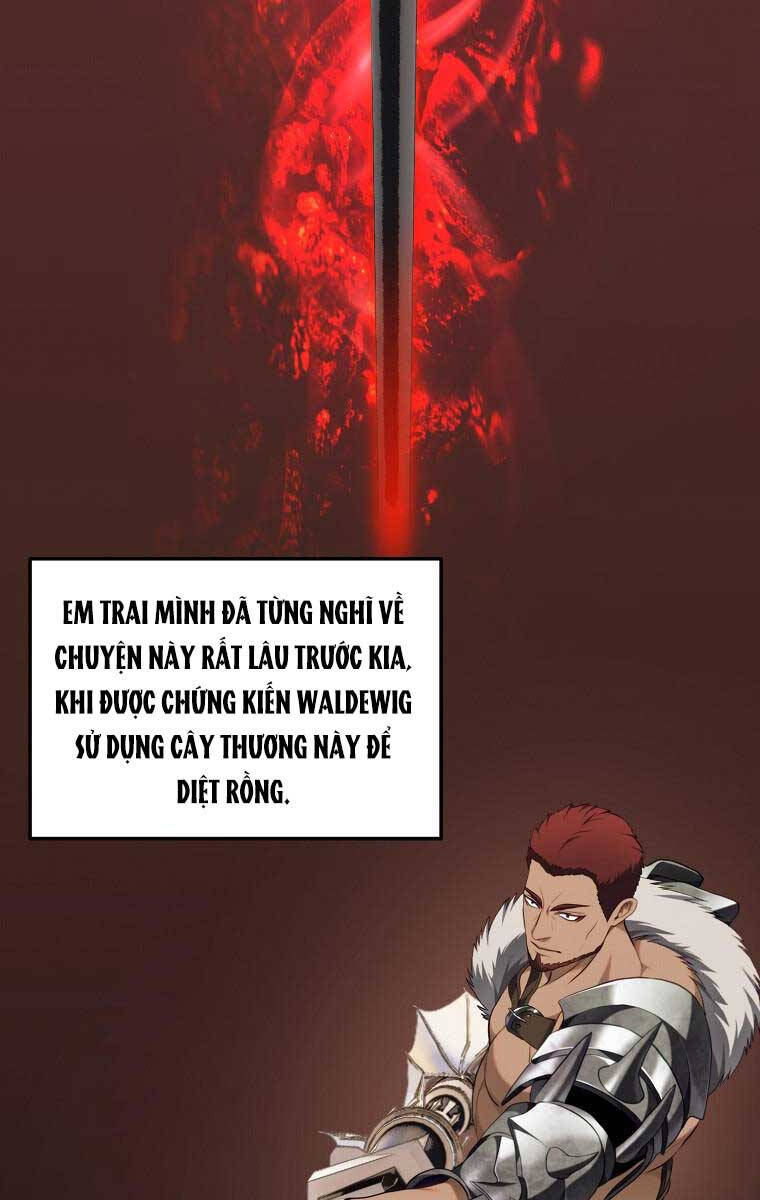 EM TRAI MÌNH ĐÃ TỪNG NGHĨ VỀ
CHUYỆN NÀY RẤT LÂU TRƯỚC KIA,
KHI ĐƯỢC CHỨNG KIẾN WALDEWIG
SỬ DỤNG CÂY THƯƠNG NÀY ĐỂ
DIỆT RỒNG.